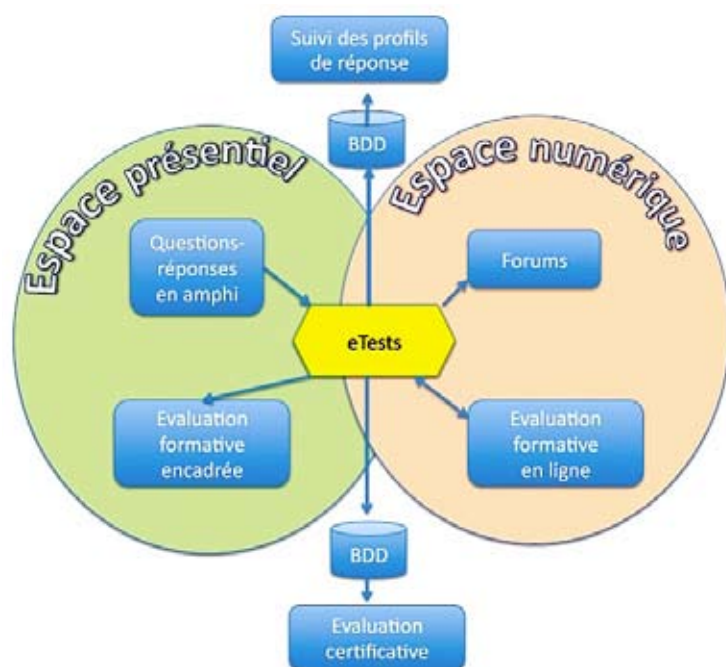 Suivi des profils
de réponse
BDD
Espace présentiel
Espace numérique
Questions-
réponses
en amphi
Forums
eTests
Evaluation
formative
encadrée
Evaluation
formative
en ligne
BDD
Evaluation
certificative